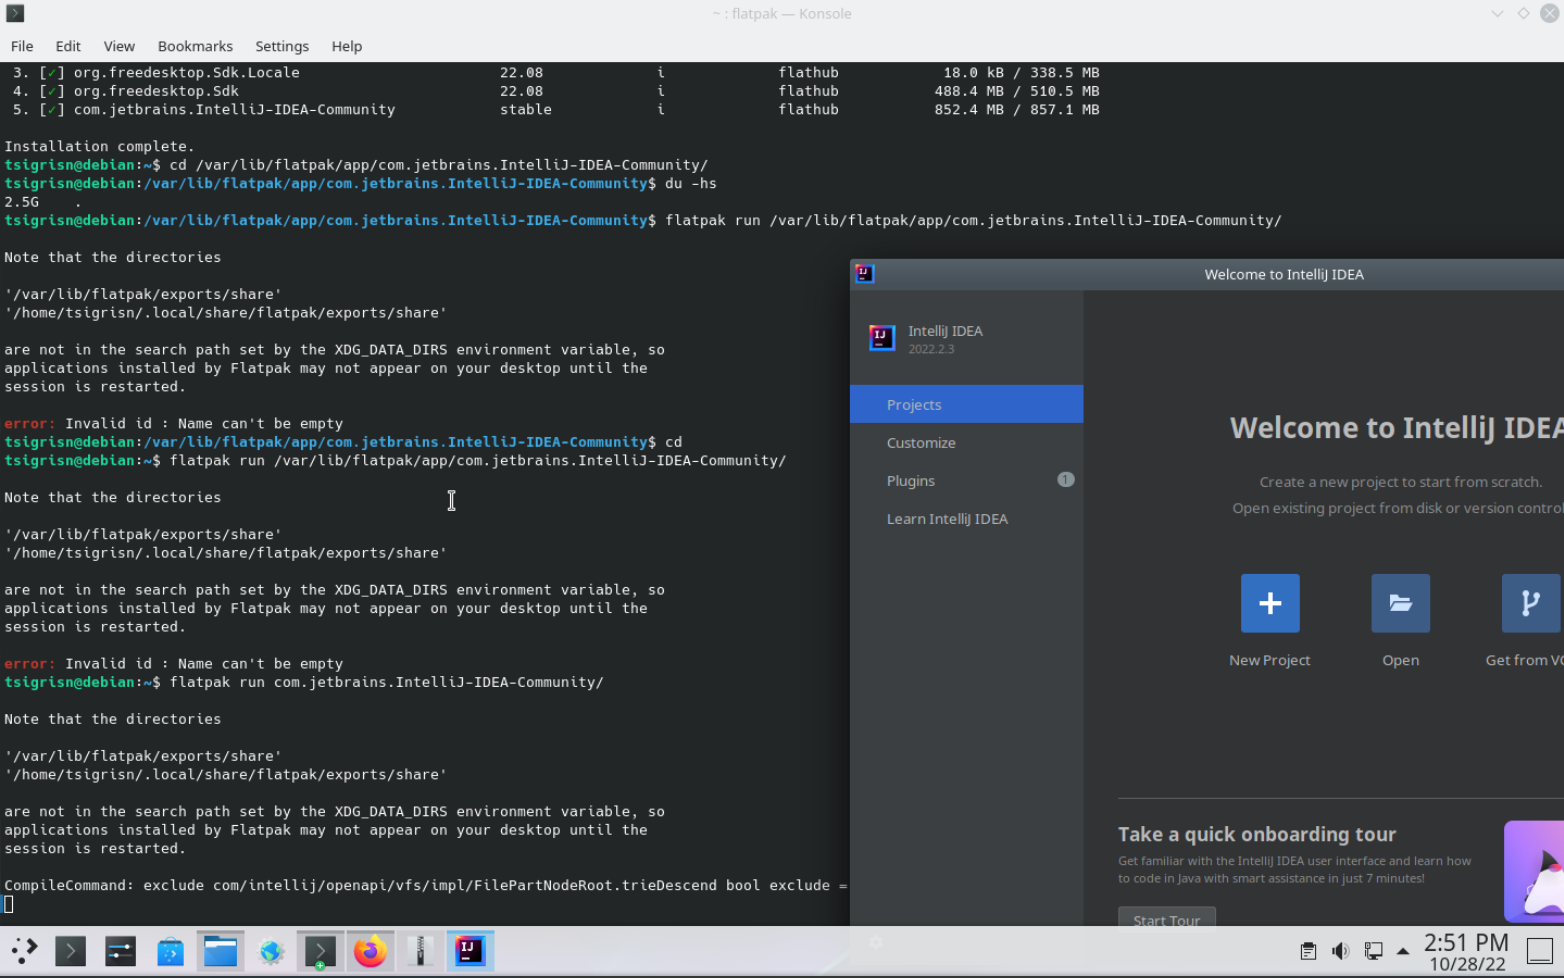 ~ : flatpak — Konsole
File Edit View Bookmarks Settings Help
3. [✓] org.freedesktop.Sdk.Locale 22.08 i flathub 18.0 kB / 338.5 MB
4. [✓] org.freedesktop.Sdk 22.08 i flathub 488.4 MB / 510.5 MB
5. [✓] com.jetbrains.IntelliJ-IDEA-Community stable i flathub 852.4 MB / 857.1 MB
Installation complete.
tsigrisn@debian:~$ cd /var/lib/flatpak/app/com.jetbrains.IntelliJ-IDEA-Community/
tsigrisn@debian:/var/lib/flatpak/app/com.jetbrains.IntelliJ-IDEA-Community$ du -hs
2.5G .
tsigrisn@debian:/var/lib/flatpak/app/com.jetbrains.IntelliJ-IDEA-Community$ flatpak run /var/lib/flatpak/app/com.jetbrains.IntelliJ-IDEA-Community/
Note that the directories
'/var/lib/flatpak/exports/share'
'/home/tsigrisn/.local/share/flatpak/exports/share'
are not in the search path set by the XDG_DATA_DIRS environment variable, so
applications installed by Flatpak may not appear on your desktop until the
session is restarted.
error: Invalid id : Name can't be empty
tsigrisn@debian:/var/lib/flatpak/app/com.jetbrains.IntelliJ-IDEA-Community$ cd
tsigrisn@debian:~$ flatpak run /var/lib/flatpak/app/com.jetbrains.IntelliJ-IDEA-Community/
Note that the directories
'/var/lib/flatpak/exports/share'
'/home/tsigrisn/.local/share/flatpak/exports/share'
are not in the search path set by the XDG_DATA_DIRS environment variable, so
applications installed by Flatpak may not appear on your desktop until the
session is restarted.
error: Invalid id : Name can't be empty
tsigrisn@debian:~$ flatpak run com.jetbrains.IntelliJ-IDEA-Community/
Note that the directories
'/var/lib/flatpak/exports/share'
'/home/tsigrisn/.local/share/flatpak/exports/share'
are not in the search path set by the XDG_DATA_DIRS environment variable, so
applications installed by Flatpak may not appear on your desktop until the
session is restarted.
CompileCommand: exclude com/intellij/openapi/vfs/impl/FilePartNodeRoot.trieDescend bool exclude =
Welcome to IntelliJ IDEA
IJ
IntelliJ IDEA
2022.2.3
Projects
Customize
Plugins 1
Learn IntelliJ IDEA
Welcome to IntelliJ IDEA
Create a new project to start from scratch.
Open existing project from disk or version control
New Project
Open
Get from VC
Take a quick onboarding tour
Get familiar with the IntelliJ IDEA user interface and learn how
to code in Java with smart assistance in just 7 minutes!
Start Tour
IJ
2:51 PM
10/28/22